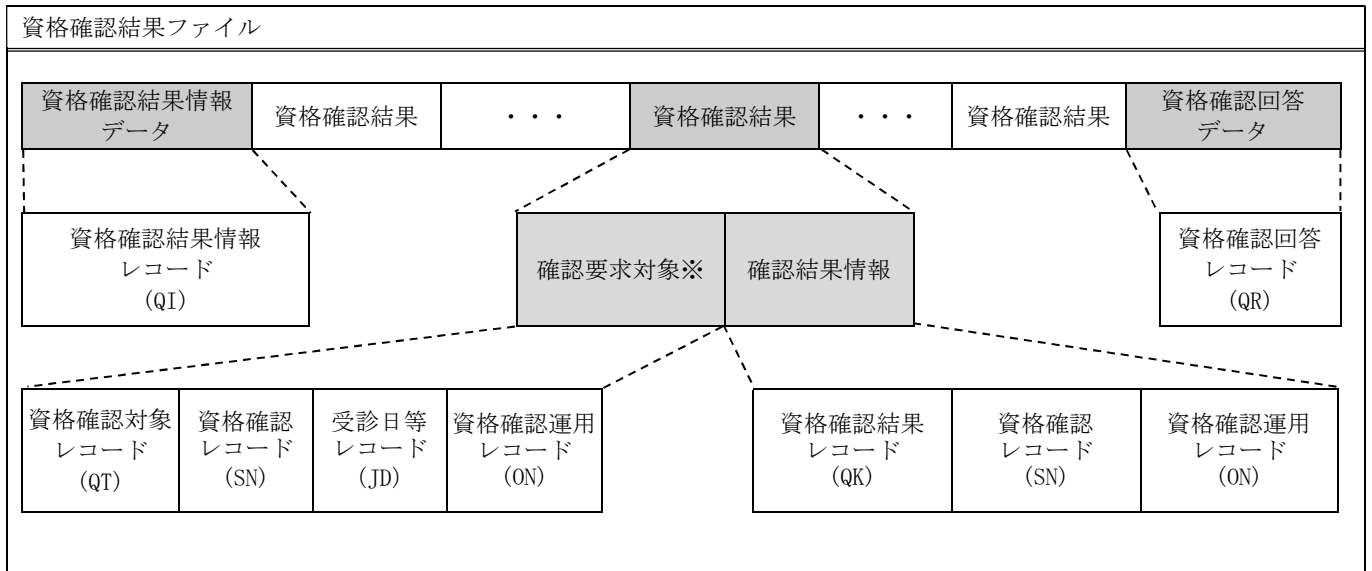 資格確認結果ファイル
資格確認結果情報
データ
資格確認結果
・・・
資格確認結果
・・・
資格確認結果
資格確認回答
データ
資格確認結果情報
レコード
(QI)
確認要求対象※
確認結果情報
資格確認回答
レコード
(QR)
資格確認対象
レコード
(QT)
資格確認
レコード
(SN)
受診日等
レコード
(JD)
資格確認運用
レコード
(ON)
資格確認結果
レコード
(QK)
資格確認
レコード
(SN)
資格確認運用
レコード
(ON)